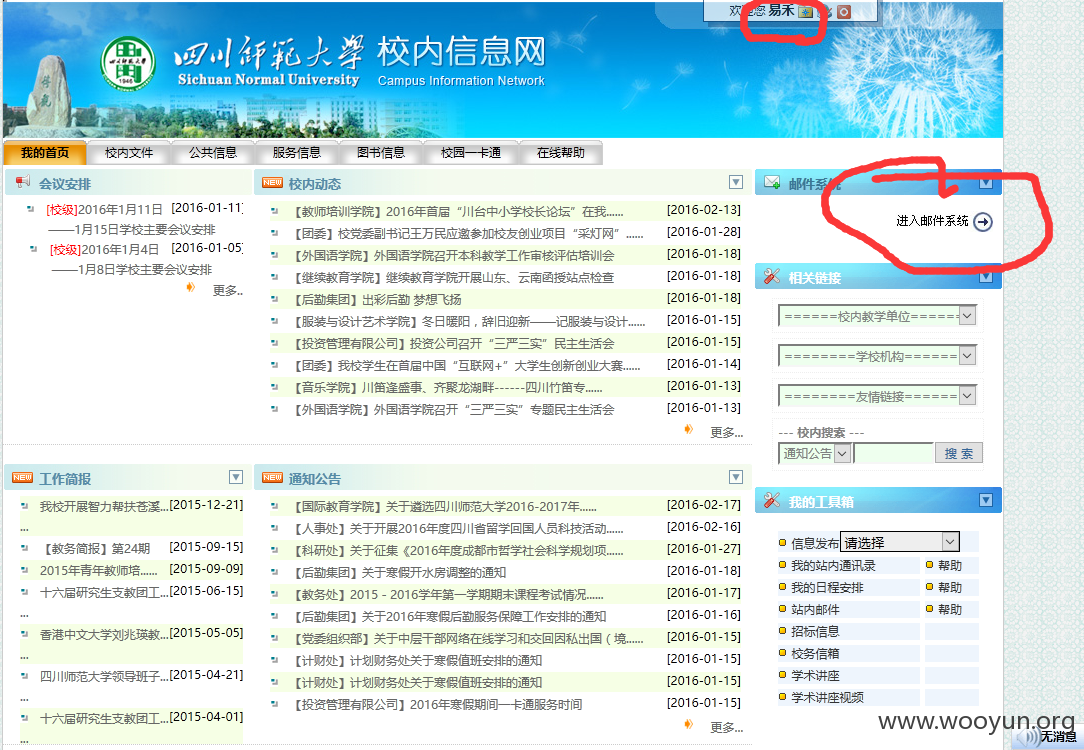 易禾
四川师范大学 校内信息网
Sichuan Normal University Campus Information Network
1946
我的首页 校内文件 公共信息 服务信息 图书信息 校园一卡通 在线帮助
会议安排
[校级]2016年1月11日 [2016-01-11]
——1月15日学校主要会议安排
[校级]2016年1月4日 [2016-01-05]
——1月8日学校主要会议安排
更多..
NEW 校内动态
【教师培训学院】2016年首届“川台中小学校长论坛”在我...... [2016-02-13]
【团委】校党委副书记王万民应邀参加校友创业项目“采灯网”...... [2016-01-28]
【外国语学院】外国语学院召开本科教学工作审核评估培训会 [2016-01-18]
【继续教育学院】继续教育学院开展山东、云南函授站点检查 [2016-01-18]
【后勤集团】出彩后勤 梦想飞扬 [2016-01-18]
【服装与设计艺术学院】冬日暖阳，辞旧迎新——记服装与设计...... [2016-01-15]
【投资管理有限公司】投资公司召开“三严三实”民主生活会 [2016-01-15]
【团委】我校学生在首届中国“互联网+”大学生创新创业大赛...... [2016-01-14]
【音乐学院】川笛逢盛事、齐聚龙湖畔------四川竹笛专...... [2016-01-13]
【外国语学院】外国语学院召开“三严三实”专题民主生活会 [2016-01-13]
更多...
邮件系统
进入邮件系统
相关链接
======校内教学单位======
========学校机构======
========友情链接======
--- 校内搜索 ---
通知公告 搜 索
NEW 工作简报
我校开展智力帮扶苍溪...[2015-12-21]
...
【教务简报】第24期 [2015-09-15]
2015年青年教师培...... [2015-09-09]
十六届研究生支教团工...[2015-06-15]
...
香港中文大学刘兆瑛教...[2015-05-05]
...
四川师范大学领导班子...[2015-04-21]
...
十六届研究生支教团工...[2015-04-01]
...
NEW 通知公告
【国际教育学院】关于遴选四川师范大学2016-2017年...... [2016-02-17]
【人事处】关于开展2016年度四川省留学回国人员科技活动...... [2016-02-16]
【科研处】关于征集《2016年度成都市哲学社会科学规划项...... [2016-01-27]
【后勤集团】关于寒假开水房调整的通知 [2016-01-18]
【教务处】2015－2016学年第一学期期末课程考试情况...... [2016-01-17]
【后勤集团】关于2016年寒假后勤服务保障工作安排的通知 [2016-01-16]
【党委组织部】关于中层干部网络在线学习和交回因私出国（境...... [2016-01-15]
【计财处】计划财务处关于寒假值班安排的通知 [2016-01-15]
【计财处】计划财务处关于寒假值班安排的通知 [2016-01-15]
【投资管理有限公司】2016年寒假期间一卡通服务时间 [2016-01-15]
更多...
我的工具箱
信息发布 请选择
我的站内通讯录 帮助
我的日程安排 帮助
站内邮件 帮助
招标信息
校务信箱
学术讲座
学术讲座视频
www.wooyun.org
无消息